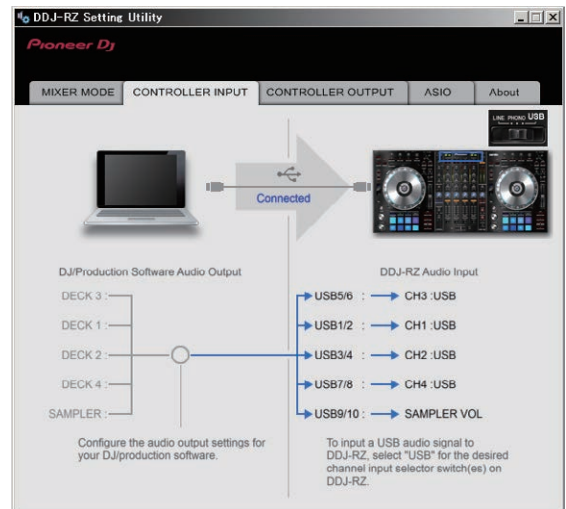 DDJ-RZ Setting Utility
Pioneer Dj
MIXER MODE
CONTROLLER INPUT
CONTROLLER OUTPUT
ASIO
About
LINE PHONO USB
Connected
DJ/Production Software Audio Output
DDJ-RZ Audio Input
DECK 3 :
USB5/6 : CH3 :USB
DECK 1 :
USB1/2 : CH1 :USB
DECK 2 :
USB3/4 : CH2 :USB
DECK 4 :
USB7/8 : CH4 :USB
SAMPLER :
USB9/10 : SAMPLER VOL
Configure the audio output settings for
your DJ/production software.
To input a USB audio signal to
DDJ-RZ, select "USB" for the desired
channel input selector switch(es) on
DDJ-RZ.